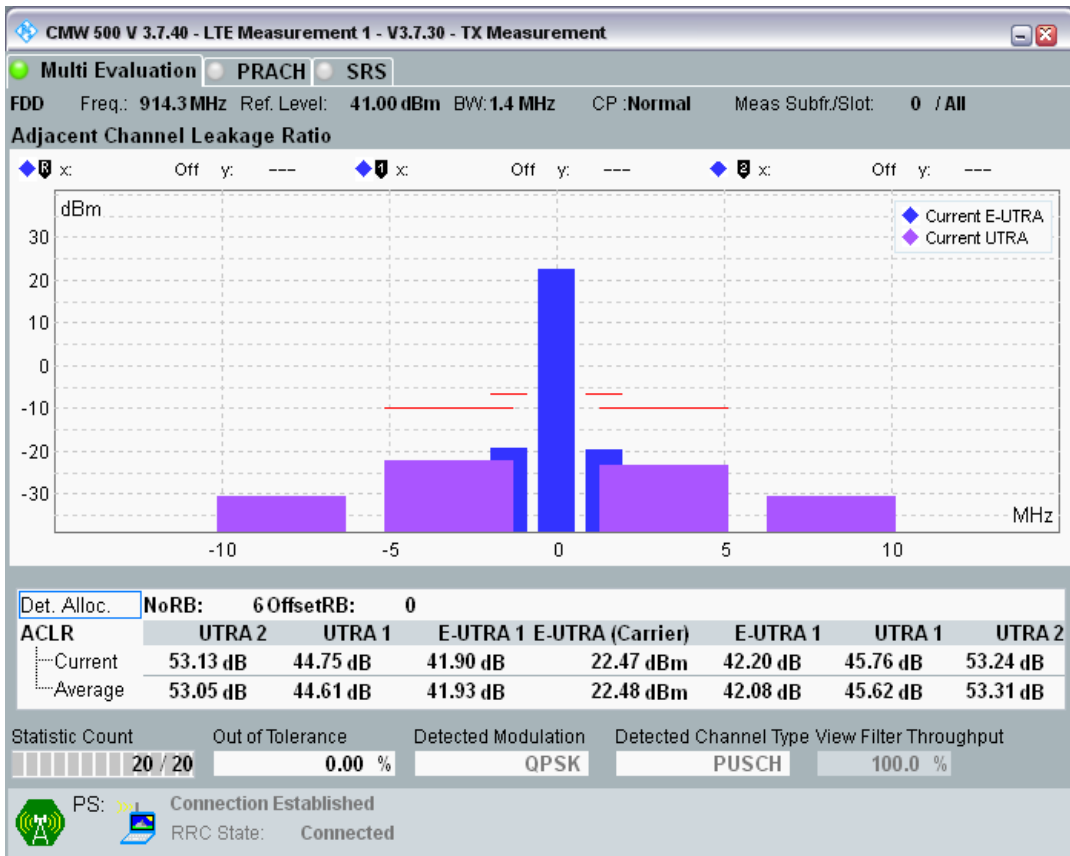 CMW 500 V 3.7.40 - LTE Measurement 1 - V3.7.30 - TX Measurement
Multi Evaluation PRACH SRS
FDD Freq.: 914.3 MHz Ref. Level: 41.00 dBm BW: 1.4 MHz CP :Normal Meas Subfr./Slot: 0 / All
Adjacent Channel Leakage Ratio
R x: Off y: --- 1 x: Off y: --- 2 x: Off y: ---
dBm
Current E-UTRA
Current UTRA
30
20
10
0
-10
-20
-30
MHz
-10 -5 0 5 10
Det. Alloc. NoRB: 6 OffsetRB: 0
ACLR UTRA 2 UTRA 1 E-UTRA 1 E-UTRA (Carrier) E-UTRA 1 UTRA 1 UTRA 2
Current 53.13 dB 44.75 dB 41.90 dB 22.47 dBm 42.20 dB 45.76 dB 53.24 dB
Average 53.05 dB 44.61 dB 41.93 dB 22.48 dBm 42.08 dB 45.62 dB 53.31 dB
Statistic Count Out of Tolerance Detected Modulation Detected Channel Type View Filter Throughput
20 / 20 0.00 % QPSK PUSCH 100.0 %
PS: Connection Established
RRC State: Connected